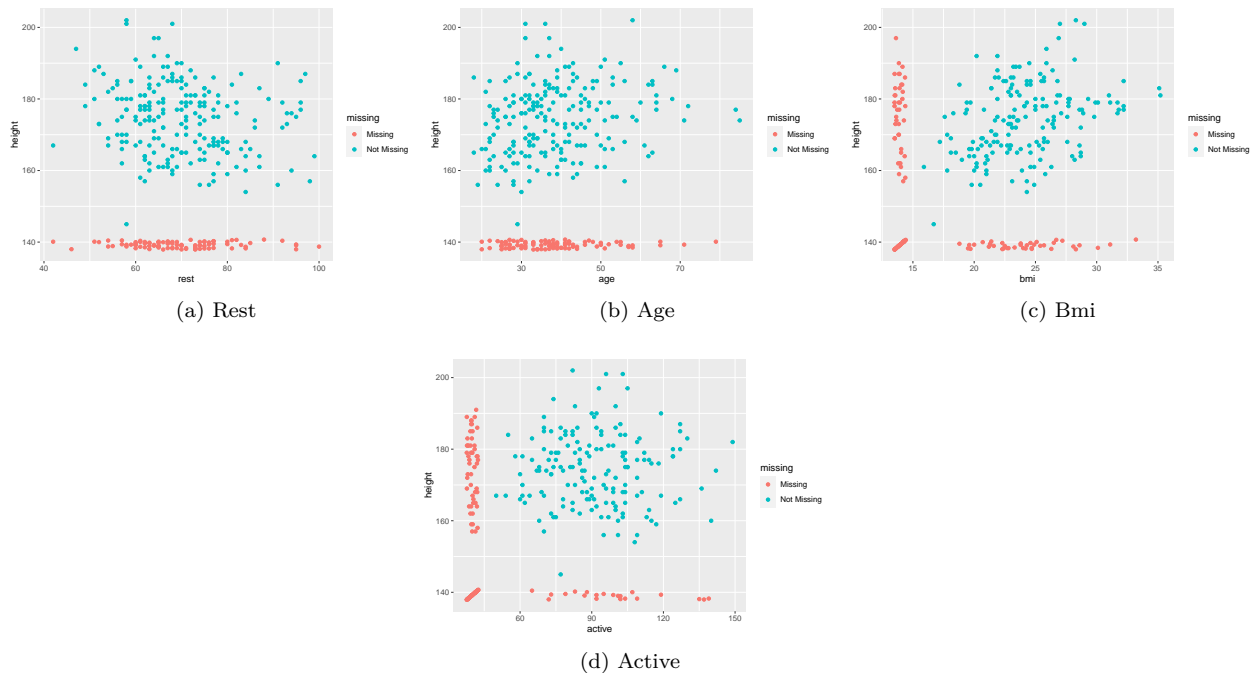 200
180
160
140
height
40
60
80
100
rest
missing
Missing
Not Missing
(a) Rest
200
180
160
140
height
30
50
70
age
missing
Missing
Not Missing
(b) Age
200
180
160
140
height
15
20
25
30
35
bmi
missing
Missing
Not Missing
(c) Bmi
200
180
160
140
height
60
90
120
150
active
missing
Missing
Not Missing
(d) Active